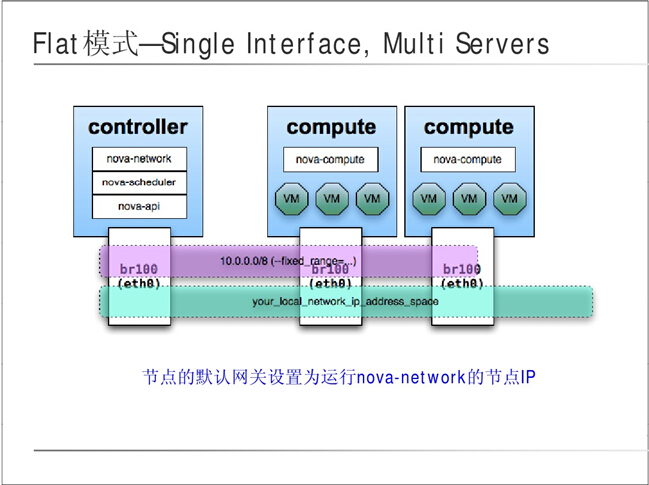 Flat模式—Single Interface, Multi Servers
controller
nova-network
nova-scheduler
nova-api
compute
nova-compute
VM VM VM
compute
nova-compute
VM VM VM
10.0.0.0/8 (--fixed_range=...)
br100
(eth0)
br100
(eth0)
br100
(eth0)
your_local_network_ip_address_space
节点的默认网关设置为运行nova-network的节点IP